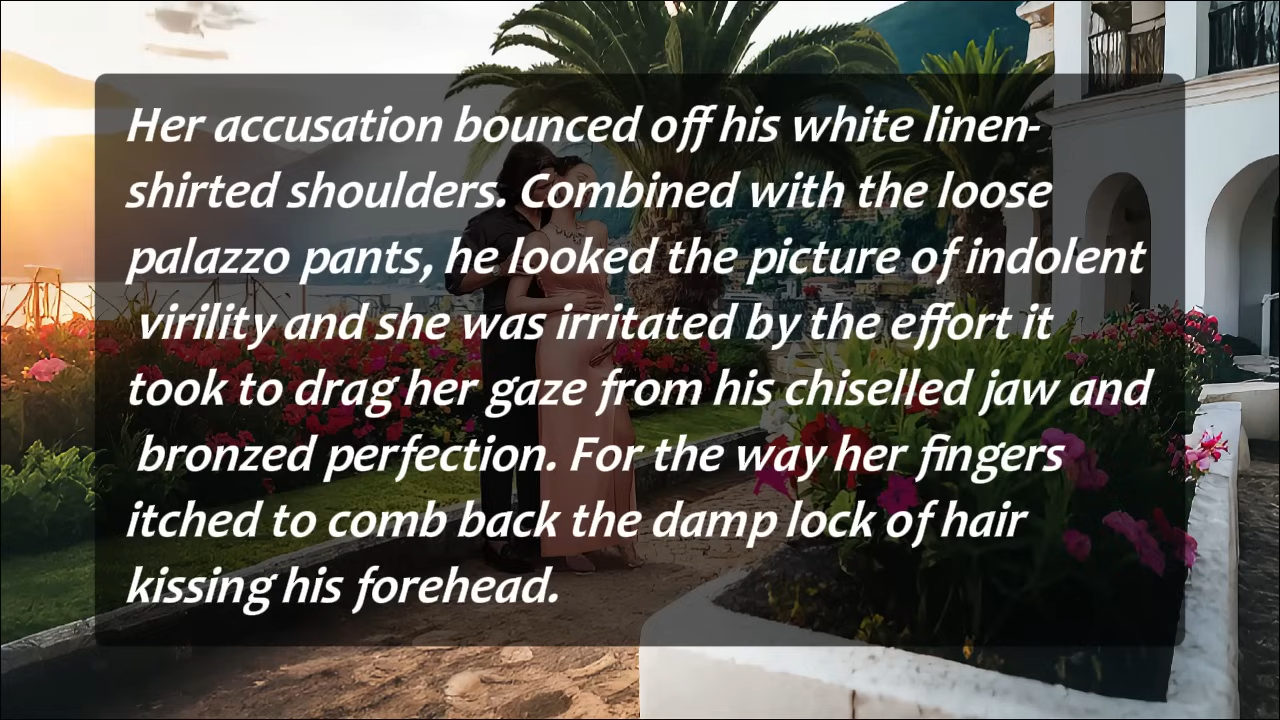 Her accusation bounced off his white linen-
shirted shoulders. Combined with the loose
palazzo pants, he looked the picture of indolent
virility and she was irritated by the effort it
took to drag her gaze from his chiselled jaw and
bronzed perfection. For the way her fingers
itched to comb back the damp lock of hair
kissing his forehead.